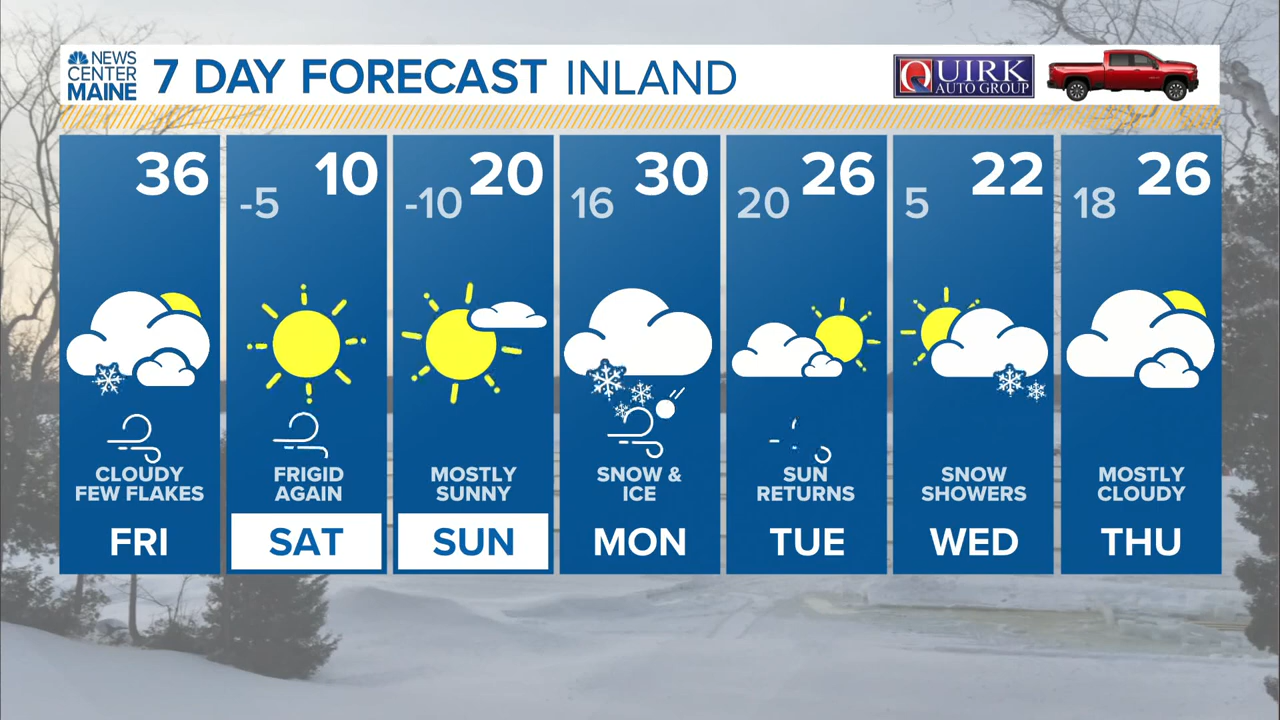 NEWS
CENTER
MAINE
7 DAY FORECAST INLAND
QUIRK
AUTO GROUP
36
CLOUDY
FEW FLAKES
FRI
-5 10
FRIGID
AGAIN
SAT
-10 20
MOSTLY
SUNNY
SUN
16 30
SNOW &
ICE
MON
20 26
SUN
RETURNS
TUE
5 22
SNOW
SHOWERS
WED
18 26
MOSTLY
CLOUDY
THU